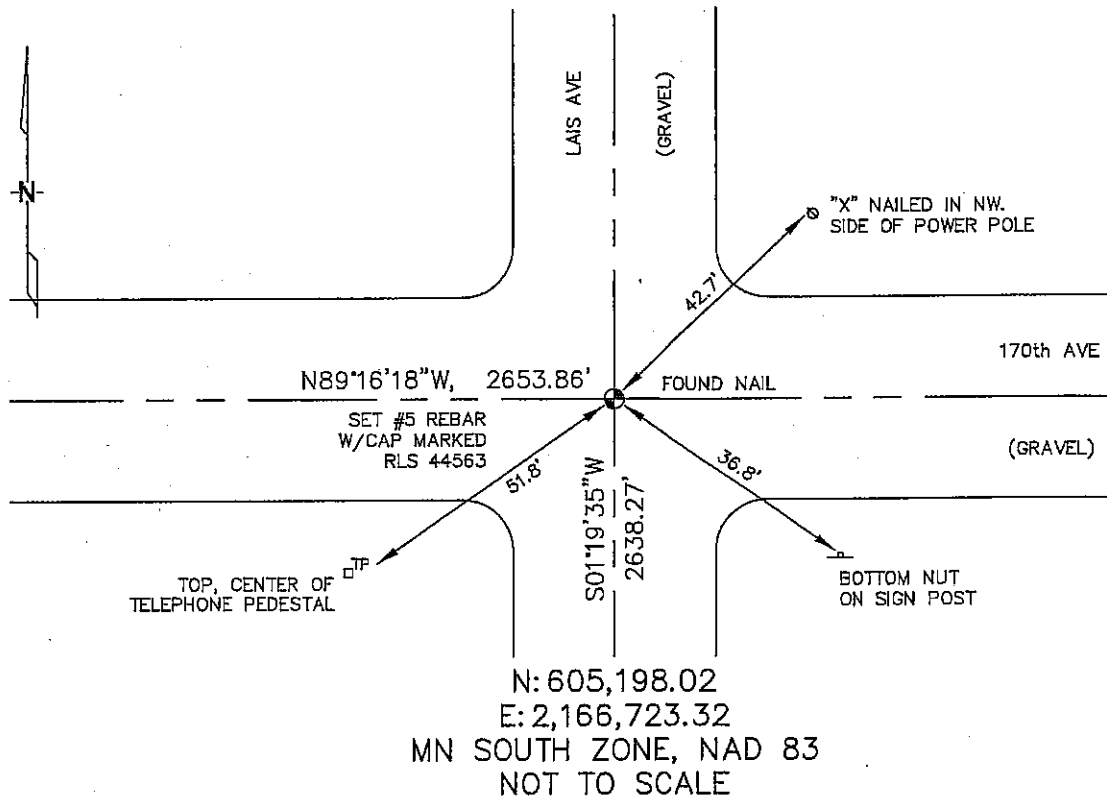 LAIS AVE
(GRAVEL)
N
"X" NAILED IN NW.
SIDE OF POWER POLE
42.7'
170th AVE
N89°16'18"W, 2653.86'
FOUND NAIL
SET #5 REBAR
W/CAP MARKED
RLS 44563
(GRAVEL)
51.8'
36.8'
S01°19'35"W
2638.27'
TP
TOP, CENTER OF
TELEPHONE PEDESTAL
BOTTOM NUT
ON SIGN POST
N: 605,198.02
E: 2,166,723.32
MN SOUTH ZONE, NAD 83
NOT TO SCALE